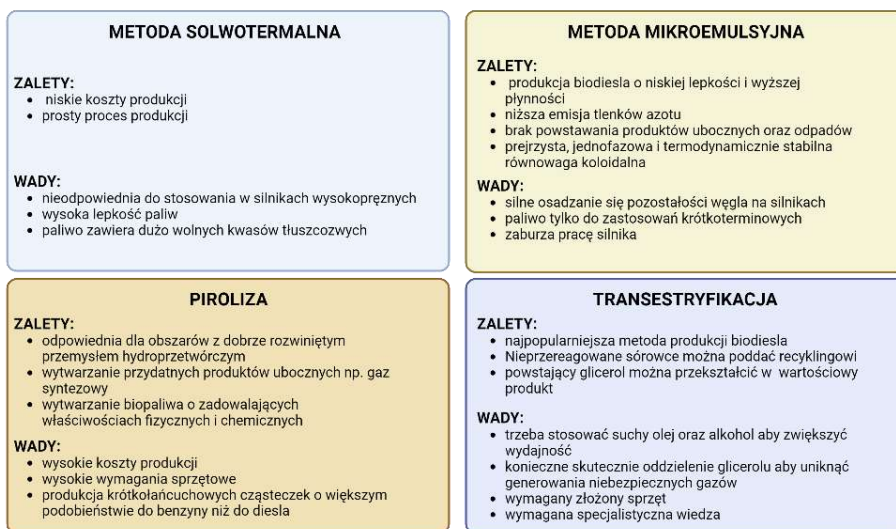 METODA SOLWOTERMALNA
ZALETY:
• niskie koszty produkcji
• prosty proces produkcji
WADY:
• nieodpowiednia do stosowania w silnikach wysokoprężnych
• wysoka lepkość paliw
• paliwo zawiera dużo wolnych kwasów tłuszcozwych
METODA MIKROEMULSYJNA
ZALETY:
• produkcja biodiesla o niskiej lepkości i wyższej
płynności
• niższa emisja tlenków azotu
• brak powstawania produktów ubocznych oraz odpadów
• prejrzysta, jednofazowa i termodynamicznie stabilna
równowaga koloidalna
WADY:
• silne osadzanie się pozostałości węgla na silnikach
• paliwo tylko do zastosowań krótkoterminowych
• zaburza pracę silnika
PIROLIZA
ZALETY:
• odpowiednia dla obszarów z dobrze rozwiniętym
przemysłem hydroprzetwórczym
• wytwarzanie przydatnych produktów ubocznych np. gaz
syntezowy
• wytwarzanie biopaliwa o zadowalających
właściwościach fizycznych i chemicznych
WADY:
• wysokie koszty produkcji
• wysokie wymagania sprzętowe
• produkcja krótkołańcuchowych cząsteczek o większym
podobieństwie do benzyny niż do diesla
TRANSESTRYFIKACJA
ZALETY:
• najpopularniejsza metoda produkcji biodiesla
• Nieprzereagowane sórowce można poddać recyklingowi
• powstający glicerol można przekształcić w wartościowy
produkt
WADY:
• trzeba stosować suchy olej oraz alkohol aby zwiększyć
wydajność
• konieczne skutecznie oddzielenie glicerolu aby uniknąć
generowania niebezpiecznych gazów
• wymagany złożony sprzęt
• wymagana specjalistyczna wiedza